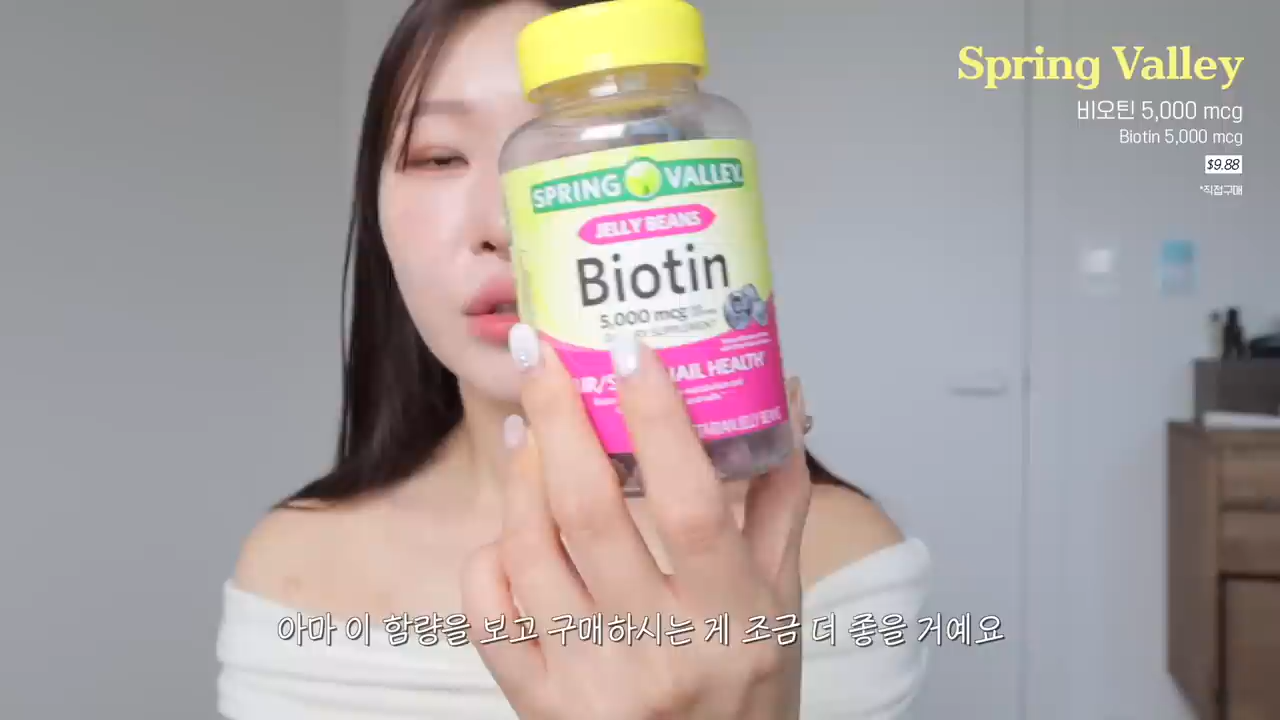 Spring Valley
비오틴 5,000 mcg
Biotin 5,000 mcg
$9.88
*직접구매
SPRING VALLEY
JELLY BEANS
Biotin
5,000 mcg
SUPPLEMENT
NAIL HEALTH
아마 이 함량을 보고 구매하시는 게 조금 더 좋을 거예요